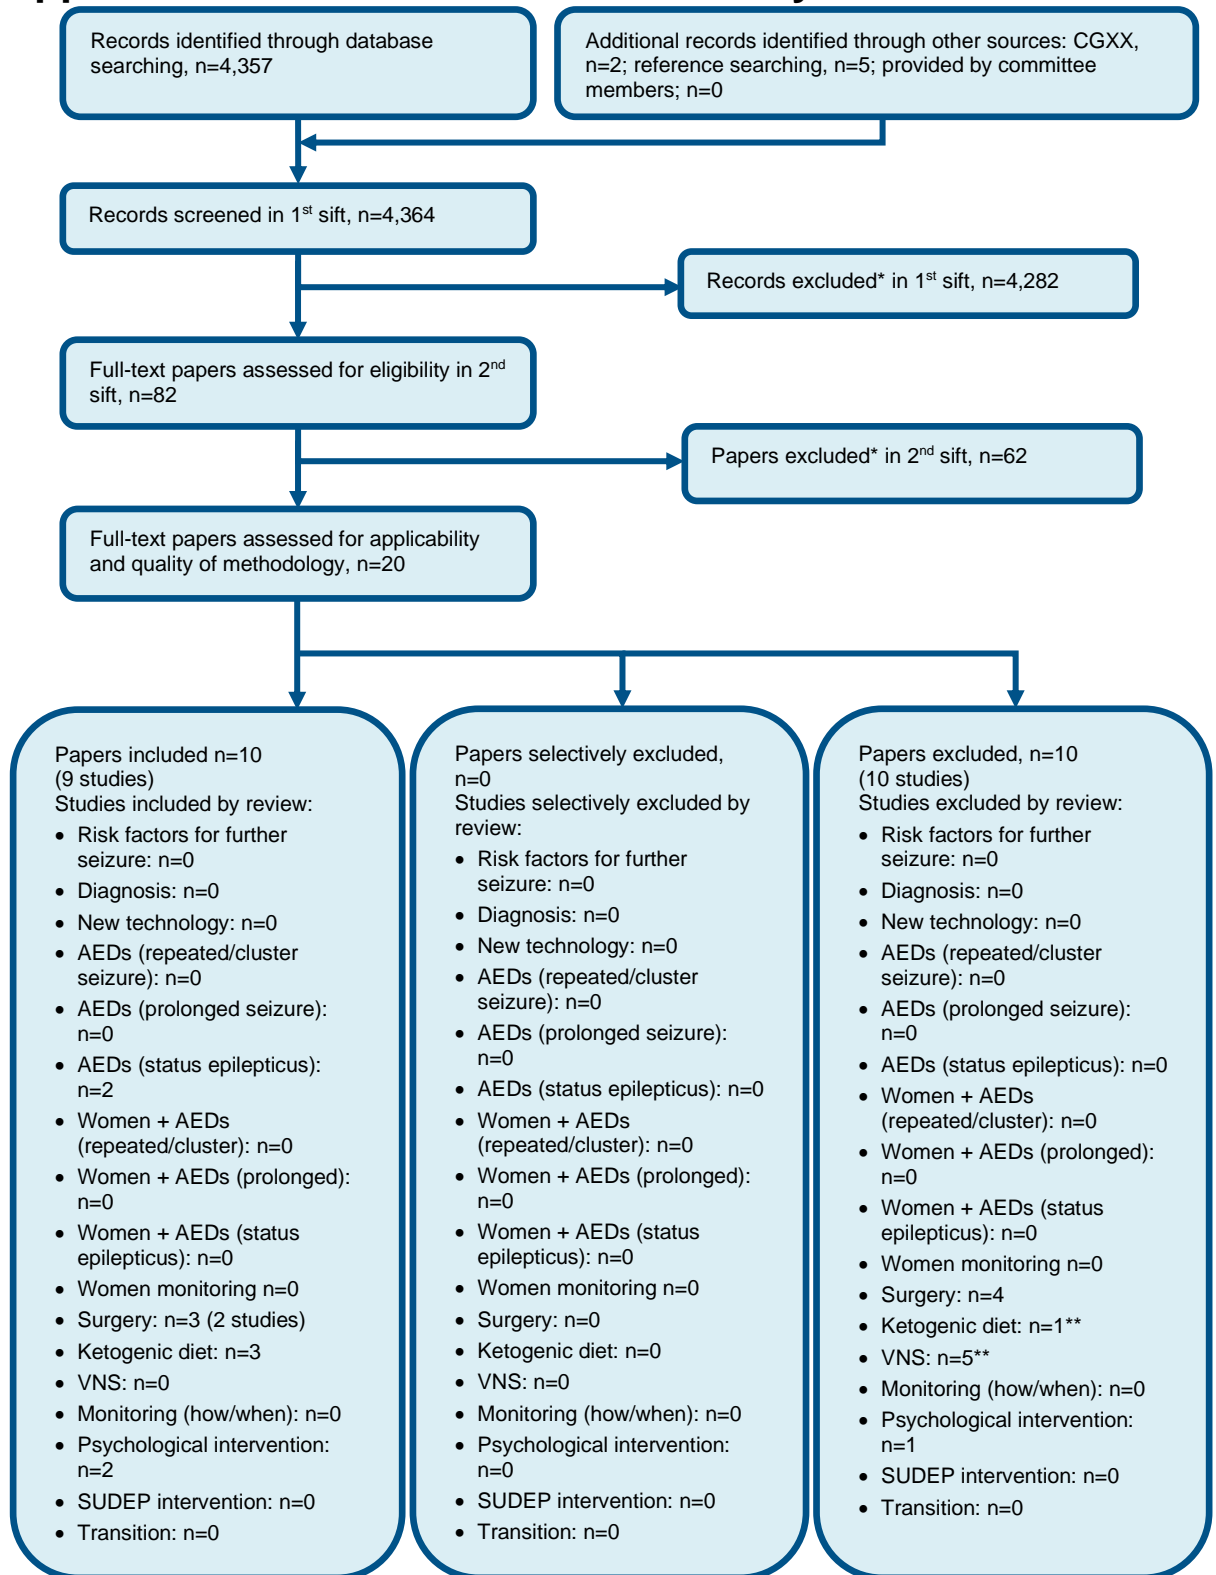 Records identified through database
searching, n=4,357
Additional records identified through other sources: CGXX,
n=2; reference searching, n=5; provided by committee
members; n=0
Records screened in 1st sift, n=4,364
Records excluded* in 1st sift, n=4,282
Full-text papers assessed for eligibility in 2nd
sift, n=82
Papers excluded* in 2nd sift, n=62
Full-text papers assessed for applicability
and quality of methodology, n=20
Papers included n=10
(9 studies)
Studies included by review:
• Risk factors for further
seizure: n=0
• Diagnosis: n=0
• New technology: n=0
• AEDs (repeated/cluster
seizure): n=0
• AEDs (prolonged seizure):
n=0
• AEDs (status epilepticus):
n=2
• Women + AEDs
(repeated/cluster): n=0
• Women + AEDs (prolonged):
n=0
• Women + AEDs (status
epilepticus): n=0
• Women monitoring n=0
• Surgery: n=3 (2 studies)
• Ketogenic diet: n=3
• VNS: n=0
• Monitoring (how/when): n=0
• Psychological intervention:
n=2
• SUDEP intervention: n=0
• Transition: n=0
Papers selectively excluded,
n=0
Studies selectively excluded by
review:
• Risk factors for further
seizure: n=0
• Diagnosis: n=0
• New technology: n=0
• AEDs (repeated/cluster
seizure): n=0
• AEDs (prolonged seizure):
n=0
• AEDs (status epilepticus): n=0
• Women + AEDs
(repeated/cluster): n=0
• Women + AEDs (prolonged):
n=0
• Women + AEDs (status
epilepticus): n=0
• Women monitoring n=0
• Surgery: n=0
• Ketogenic diet: n=0
• VNS: n=0
• Monitoring (how/when): n=0
• Psychological intervention:
n=0
• SUDEP intervention: n=0
• Transition: n=0
Papers excluded, n=10
(10 studies)
Studies excluded by review:
• Risk factors for further
seizure: n=0
• Diagnosis: n=0
• New technology: n=0
• AEDs (repeated/cluster
seizure): n=0
• AEDs (prolonged seizure):
n=0
• AEDs (status epilepticus): n=0
• Women + AEDs
(repeated/cluster): n=0
• Women + AEDs (prolonged):
n=0
• Women + AEDs (status
epilepticus): n=0
• Women monitoring n=0
• Surgery: n=4
• Ketogenic diet: n=1**
• VNS: n=5**
• Monitoring (how/when): n=0
• Psychological intervention:
n=1
• SUDEP intervention: n=0
• Transition: n=0